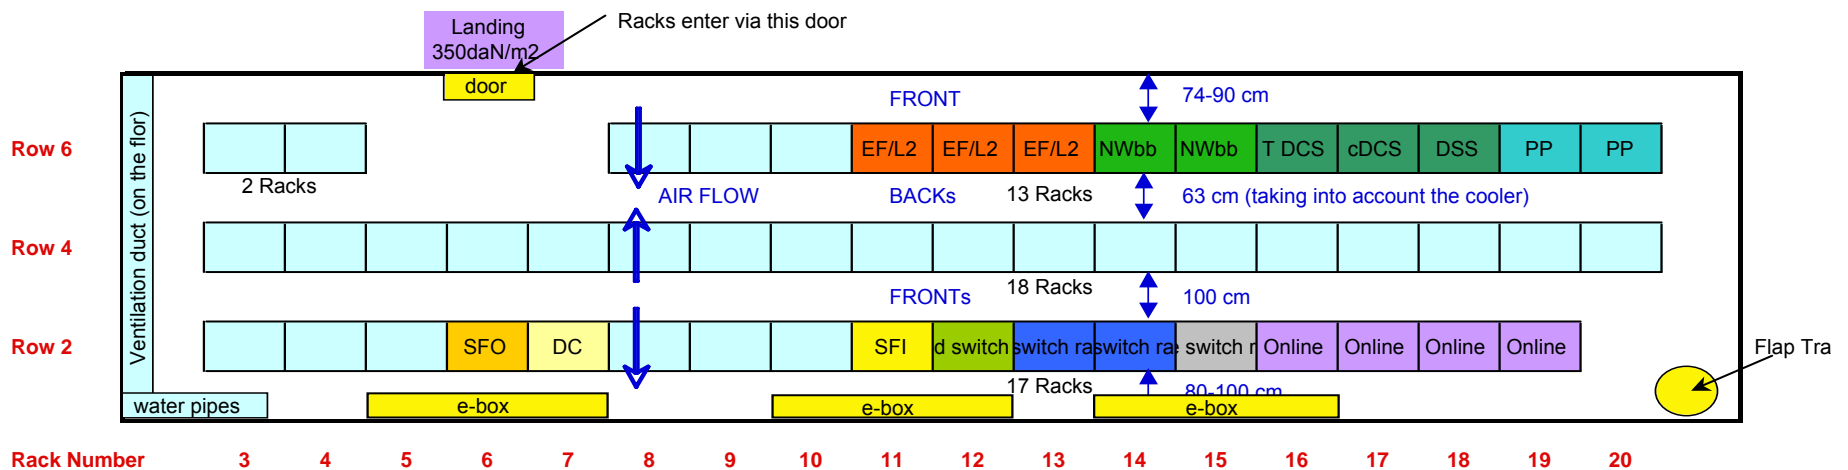 Landing
350daN/m2
Racks enter via this door
door
FRONT
74-90 cm
Ventilation duct (on the flor)
Row 6
EF/L2 EF/L2 EF/L2 NWbb NWbb T DCS cDCS DSS PP PP
2 Racks
AIR FLOW
BACKs
13 Racks
63 cm (taking into account the cooler)
Row 4
18 Racks
FRONTs
100 cm
Row 2
SFO DC SFI d switch switch ra switch ra switch r Online Online Online Online
Flap Tra
17 Racks
80-100 cm
water pipes
e-box e-box e-box
Rack Number 3 4 5 6 7 8 9 10 11 12 13 14 15 16 17 18 19 20